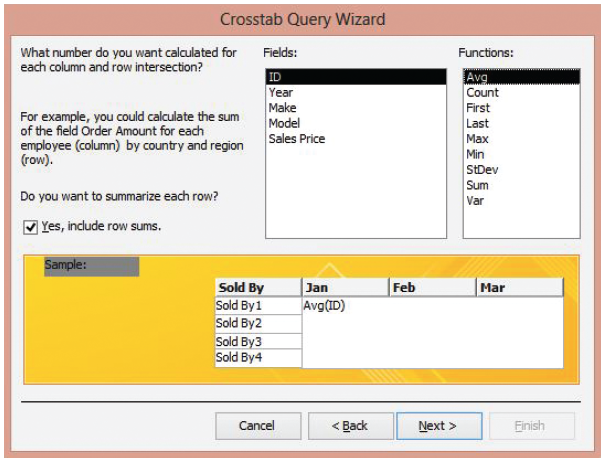 Crosstab Query Wizard
What number do you want calculated for
each column and row intersection?
For example, you could calculate the sum
of the field Order Amount for each
employee (column) by country and region
(row).
Do you want to summarize each row?
Yes, include row sums.
Fields:
ID
Year
Make
Model
Sales Price
Functions:
Avg
Count
First
Last
Max
Min
StDev
Sum
Var
Sample:
Sold By Jan Feb Mar
Sold By1 Avg(ID)
Sold By2
Sold By3
Sold By4
Cancel < Back Next > Finish